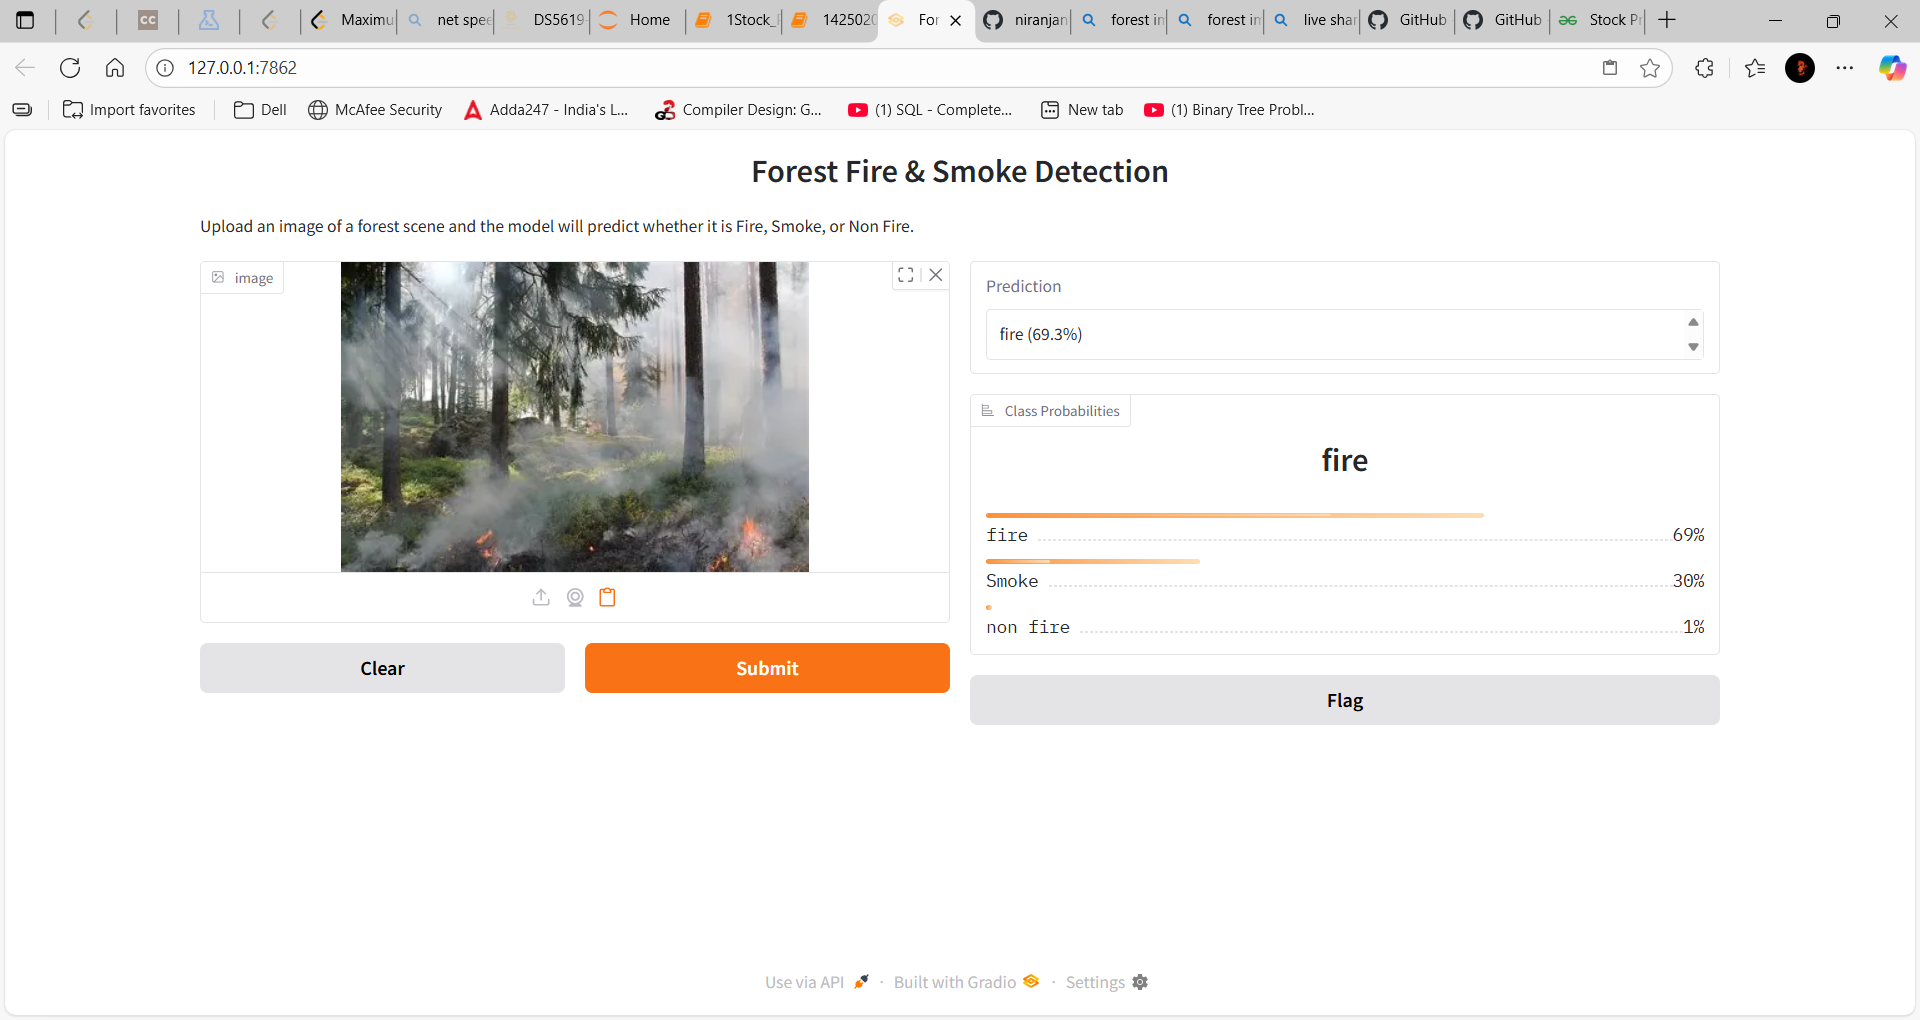 CC
Maximu
net spee
DS5619
Home
1Stock_
1425020
For
niranjan
forest in
forest in
live shar
GitHub
GitHub
Stock Pr
127.0.0.1:7862
Import favorites
Dell
McAfee Security
Adda247 - India's L...
Compiler Design: G...
(1) SQL - Complete...
New tab
(1) Binary Tree Probl...
Forest Fire & Smoke Detection
Upload an image of a forest scene and the model will predict whether it is Fire, Smoke, or Non Fire.
image
Prediction
fire (69.3%)
Class Probabilities
fire
fire 69%
Smoke 30%
non fire 1%
Clear
Submit
Flag
Use via API · Built with Gradio · Settings